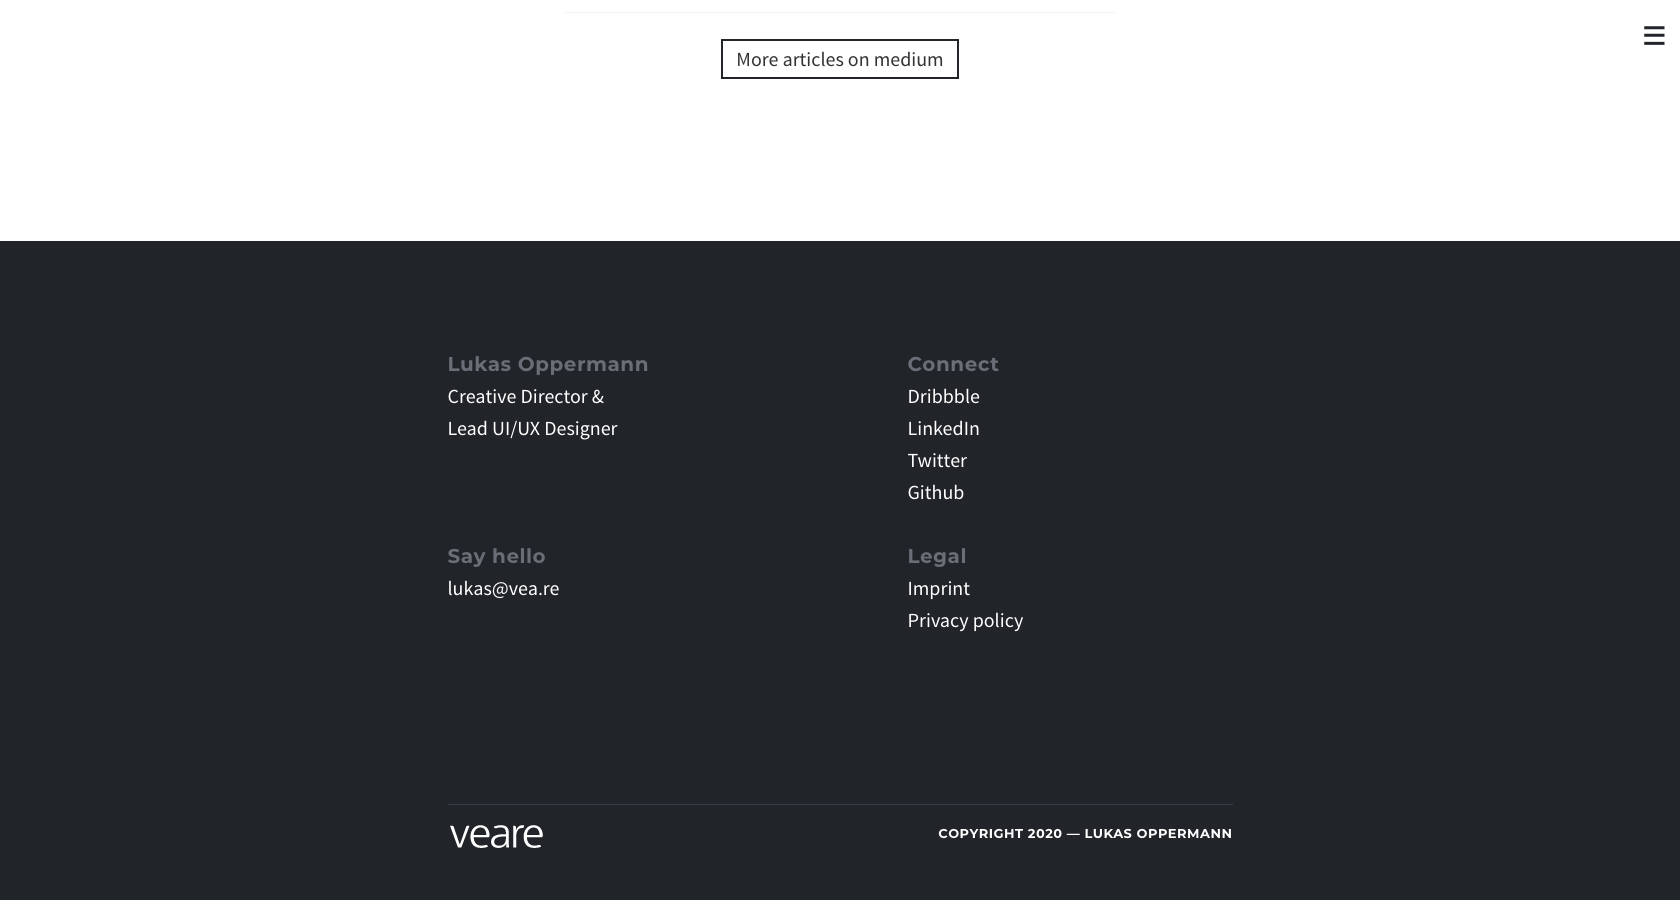 More articles on medium
Lukas Oppermann
Creative Director &
Lead UI/UX Designer
Connect
Dribbble
LinkedIn
Twitter
Github
Say hello
lukas@vea.re
Legal
Imprint
Privacy policy
veare
COPYRIGHT 2020 — LUKAS OPPERMANN